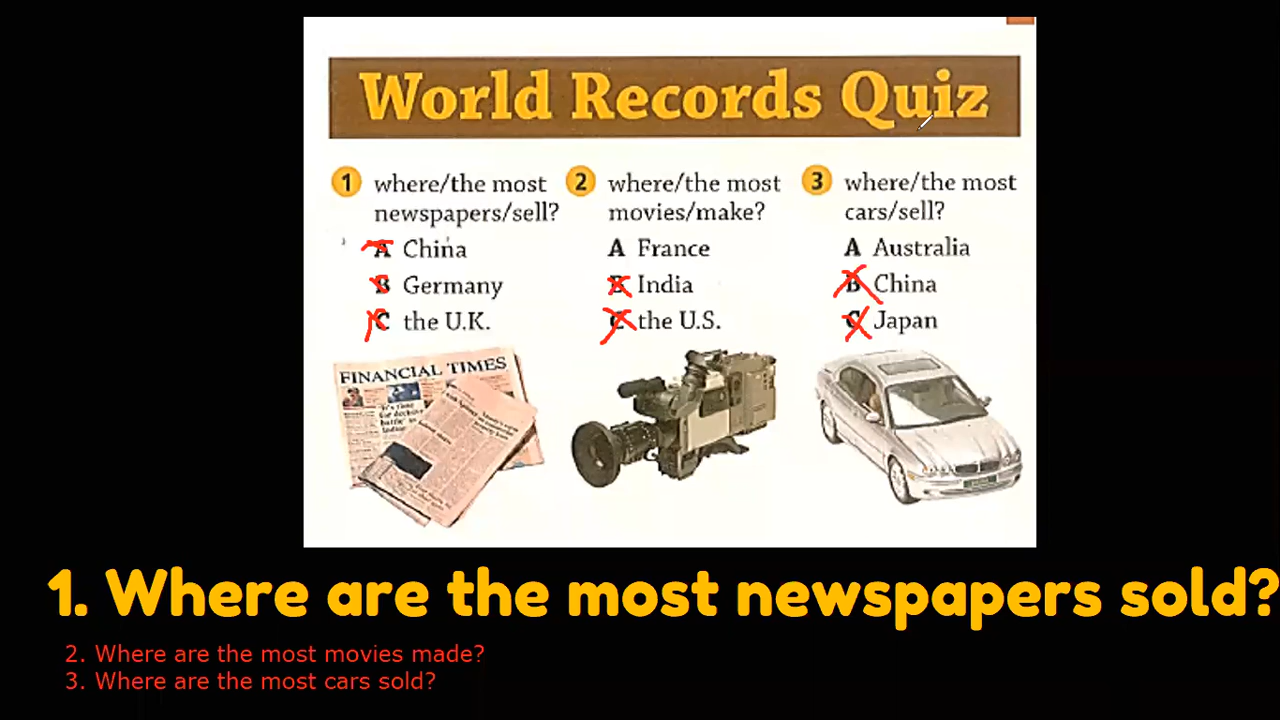 World Records Quiz
1 where/the most
newspapers/sell?
A China
B Germany
C the U.K.
2 where/the most
movies/make?
A France
B India
C the U.S.
3 where/the most
cars/sell?
A Australia
B China
C Japan
FINANCIAL TIMES
1. Where are the most newspapers sold?
2. Where are the most movies made?
3. Where are the most cars sold?